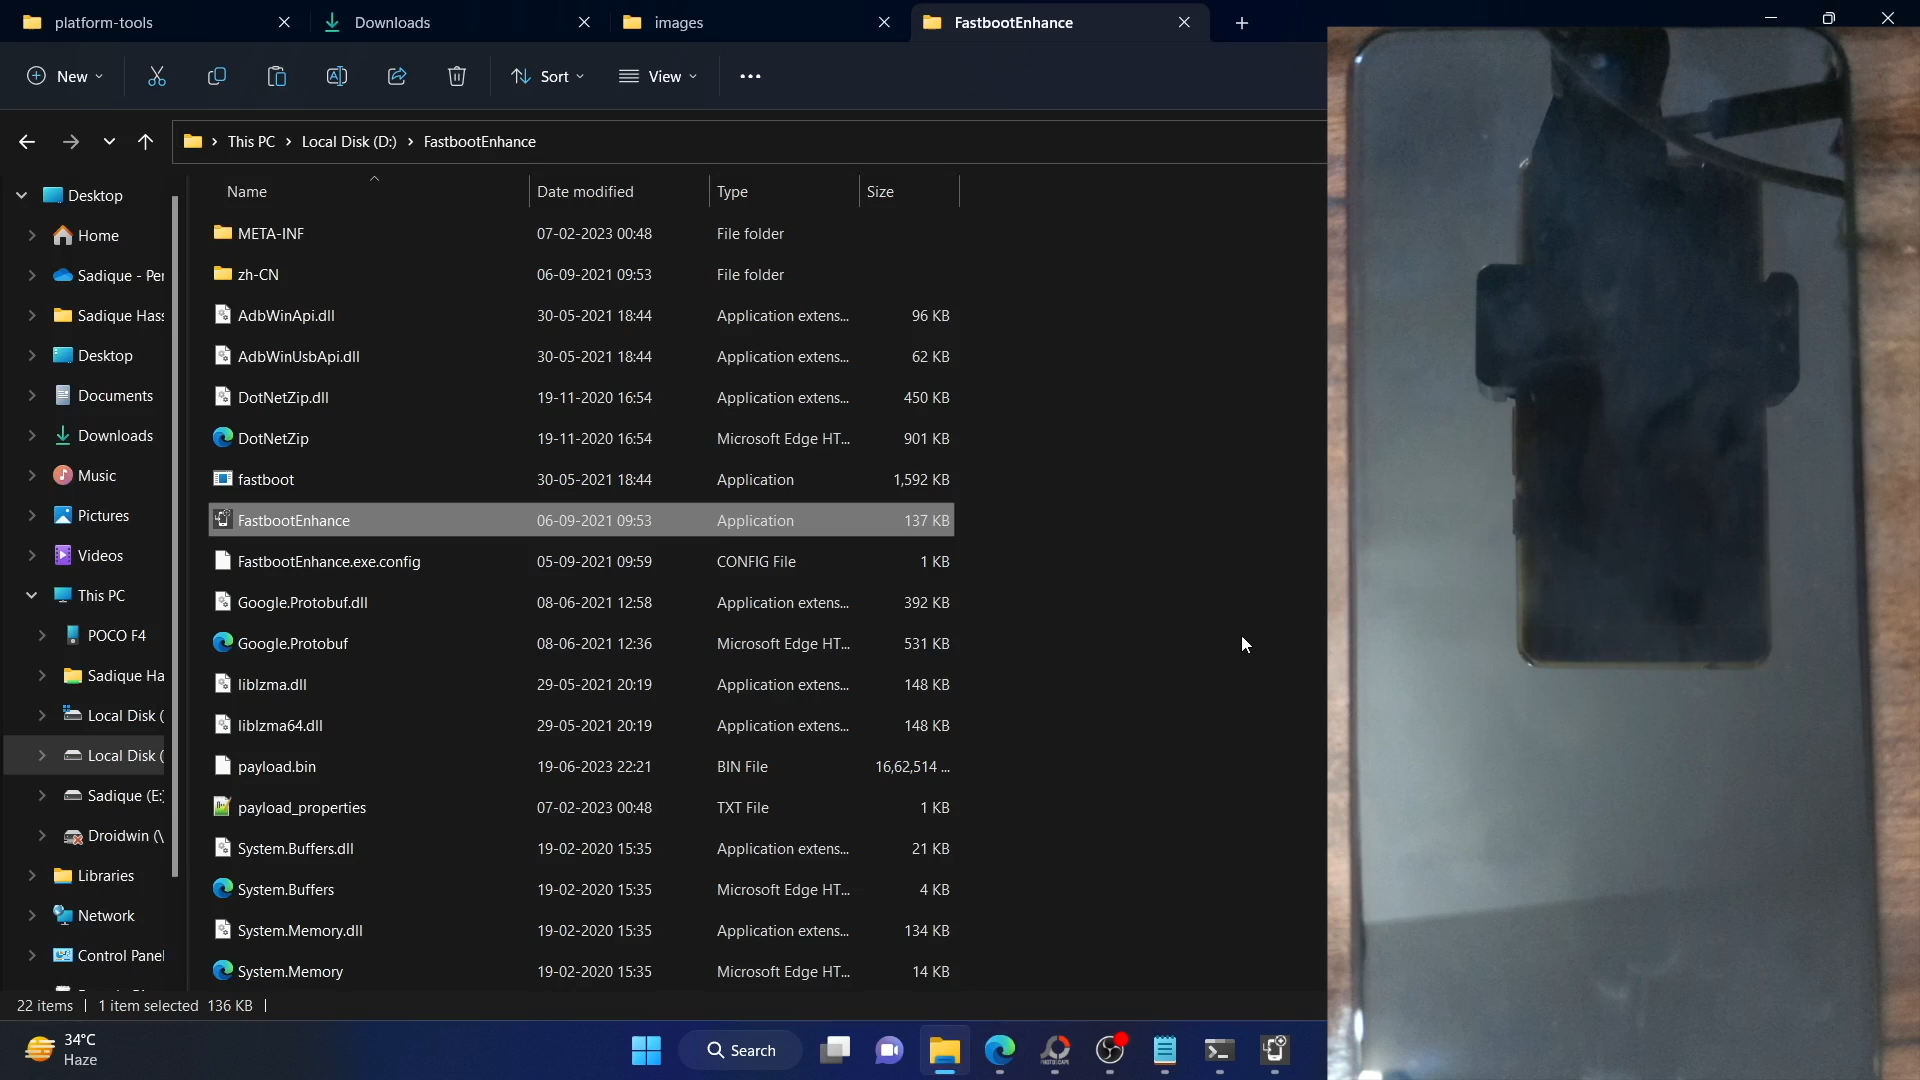 platform-tools
Downloads
images
FastbootEnhance
New
Sort
View
This PC
Local Disk (D:)
FastbootEnhance
Name
Date modified
Type
Size
Desktop
Home
Sadique - Per
Sadique Hass
Desktop
Documents
Downloads
Music
Pictures
Videos
This PC
POCO F4
Sadique Ha
Local Disk (
Local Disk (
Sadique (E:)
Droidwin (\
Libraries
Network
Control Panel
META-INF 07-02-2023 00:48 File folder
zh-CN 06-09-2021 09:53 File folder
AdbWinApi.dll 30-05-2021 18:44 Application extens... 96 KB
AdbWinUsbApi.dll 30-05-2021 18:44 Application extens... 62 KB
DotNetZip.dll 19-11-2020 16:54 Application extens... 450 KB
DotNetZip 19-11-2020 16:54 Microsoft Edge HT... 901 KB
fastboot 30-05-2021 18:44 Application 1,592 KB
FastbootEnhance 06-09-2021 09:53 Application 137 KB
FastbootEnhance.exe.config 05-09-2021 09:59 CONFIG File 1 KB
Google.Protobuf.dll 08-06-2021 12:58 Application extens... 392 KB
Google.Protobuf 08-06-2021 12:36 Microsoft Edge HT... 531 KB
liblzma.dll 29-05-2021 20:19 Application extens... 148 KB
liblzma64.dll 29-05-2021 20:19 Application extens... 148 KB
payload.bin 19-06-2023 22:21 BIN File 16,62,514 ...
payload_properties 07-02-2023 00:48 TXT File 1 KB
System.Buffers.dll 19-02-2020 15:35 Application extens... 21 KB
System.Buffers 19-02-2020 15:35 Microsoft Edge HT... 4 KB
System.Memory.dll 19-02-2020 15:35 Application extens... 134 KB
System.Memory 19-02-2020 15:35 Microsoft Edge HT... 14 KB
22 items 1 item selected 136 KB
34°C
Haze
Search